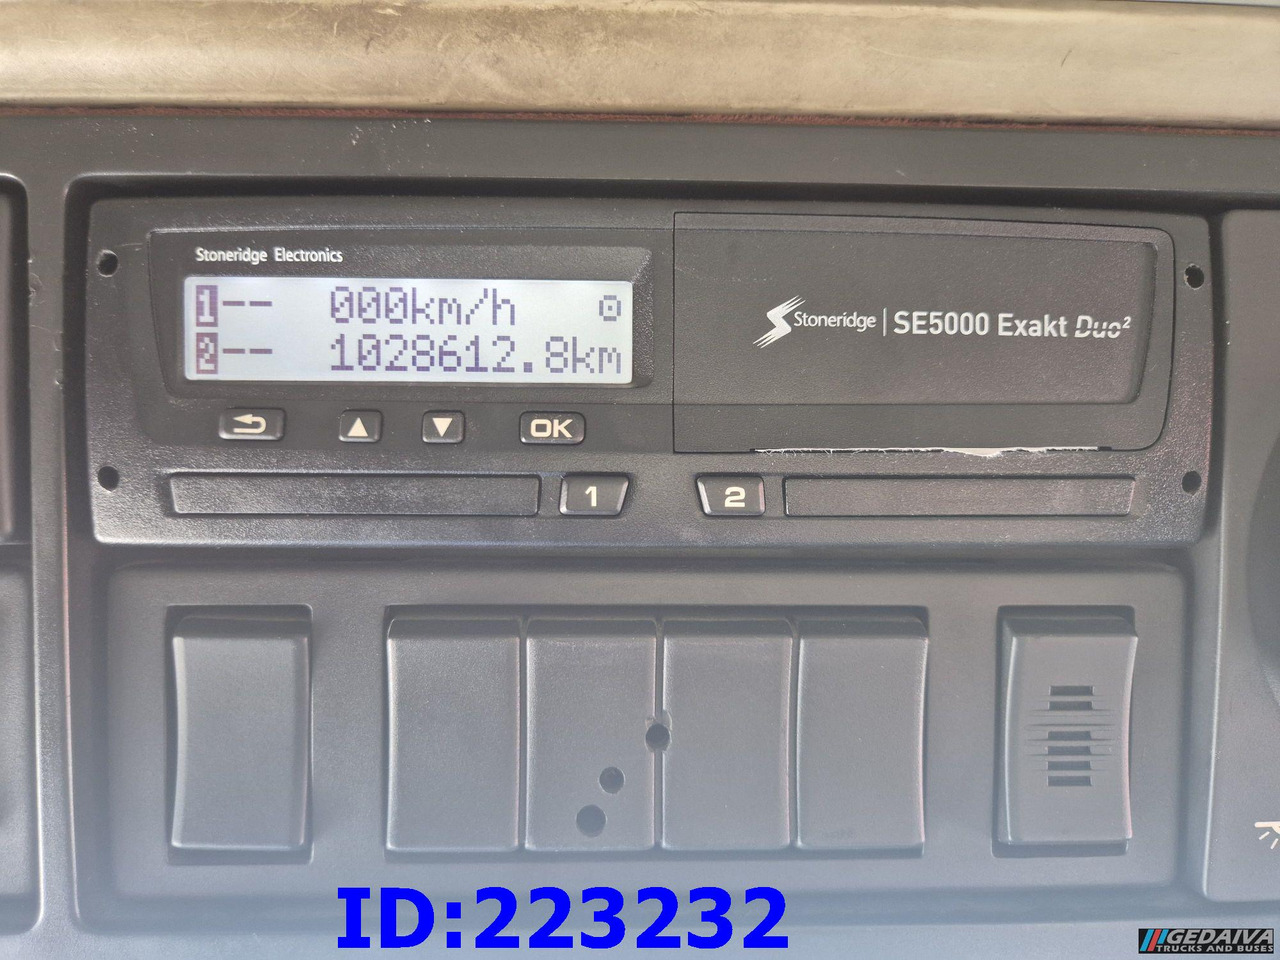 Stoneridge Electronics
1-- 000km/h
2-- 1028612.8km
Stoneridge | SE5000 Exakt Duo²
OK
1 2
ID:223232
GEDAIVA
TRUCKS AND BUSES